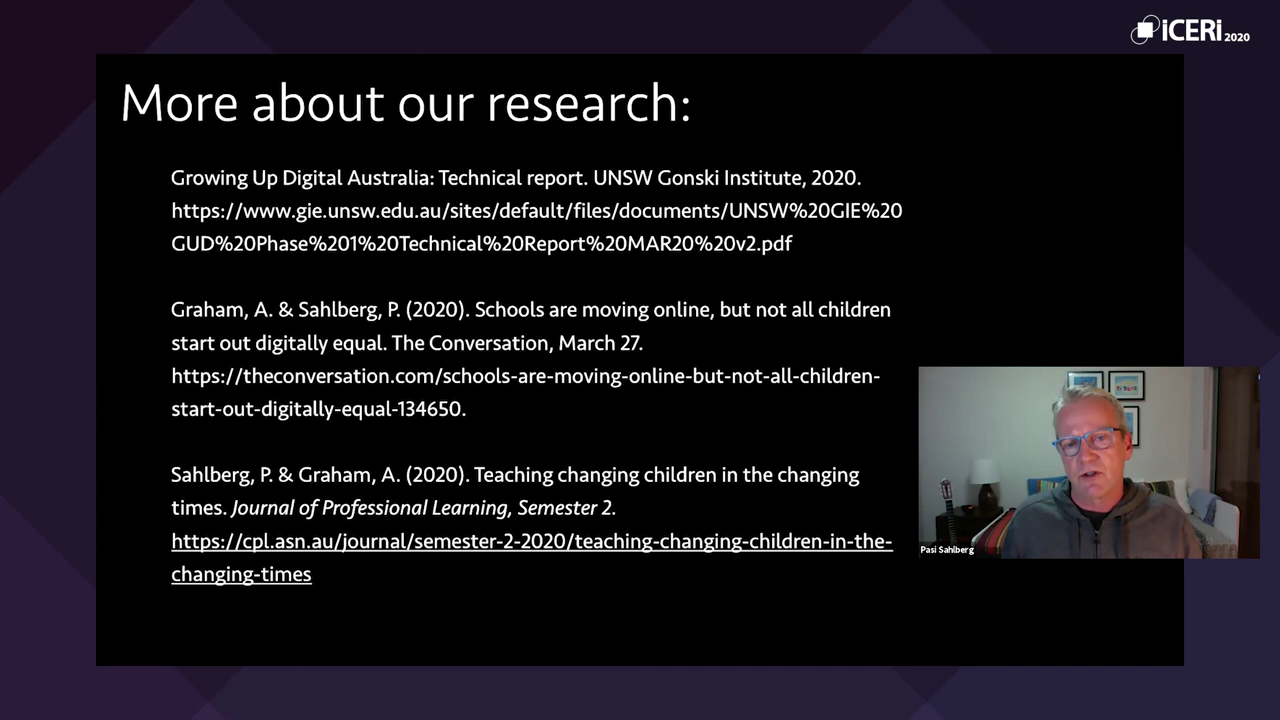 iCERi 2020
More about our research:
Growing Up Digital Australia: Technical report. UNSW Gonski Institute, 2020.
https://www.gie.unsw.edu.au/sites/default/files/documents/UNSW%20GIE%20
GUD%20Phase%201%20Technical%20Report%20MAR20%20v2.pdf
Graham, A. & Sahlberg, P. (2020). Schools are moving online, but not all children
start out digitally equal. The Conversation, March 27.
https://theconversation.com/schools-are-moving-online-but-not-all-children-
start-out-digitally-equal-134650.
Sahlberg, P. & Graham, A. (2020). Teaching changing children in the changing
times. Journal of Professional Learning, Semester 2.
https://cpl.asn.au/journal/semester-2-2020/teaching-changing-children-in-the-
changing-times
Pasi Sahlberg